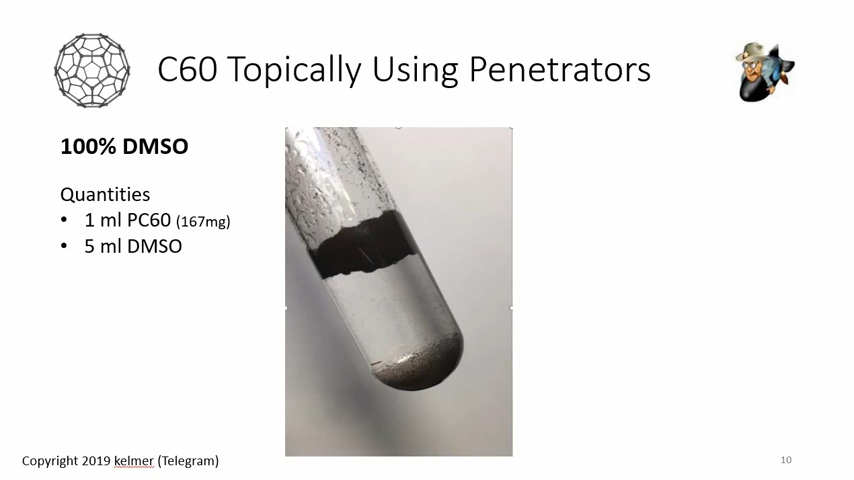 C60 Topically Using Penetrators
100% DMSO
Quantities
• 1 ml PC60 (167mg)
• 5 ml DMSO
Copyright 2019 kelmer (Telegram)
10